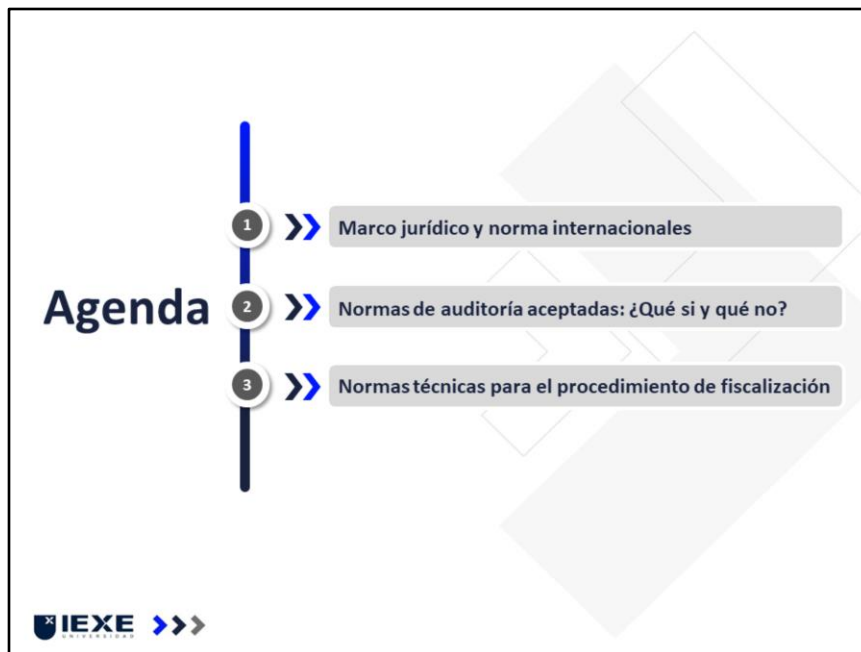 Agenda
1
Marco jurídico y norma internacionales
2
Normas de auditoría aceptadas: ¿Qué si y qué no?
3
Normas técnicas para el procedimiento de fiscalización
IEXE
UNIVERSIDAD